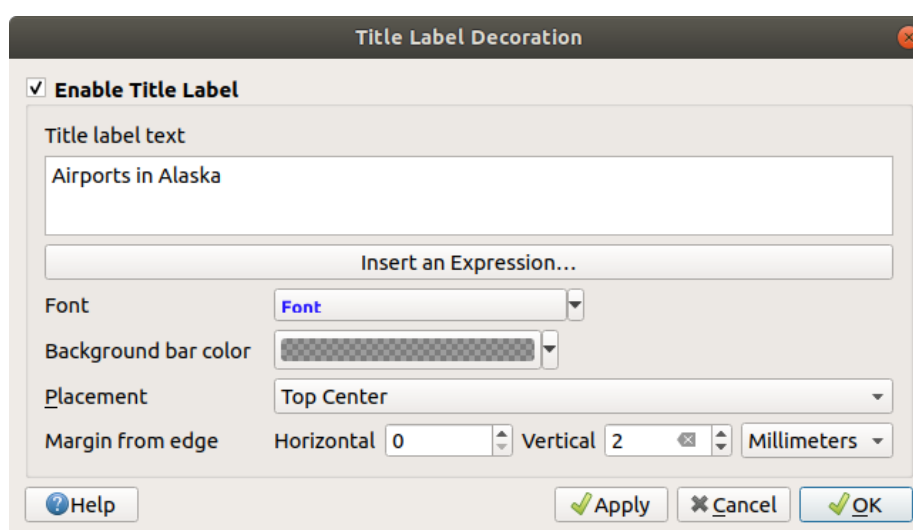 Title Label Decoration
Enable Title Label
Title label text
Airports in Alaska
Insert an Expression…
Font Font
Background bar color
Placement Top Center
Margin from edge Horizontal 0 Vertical 2 Millimeters
Help Apply Cancel OK